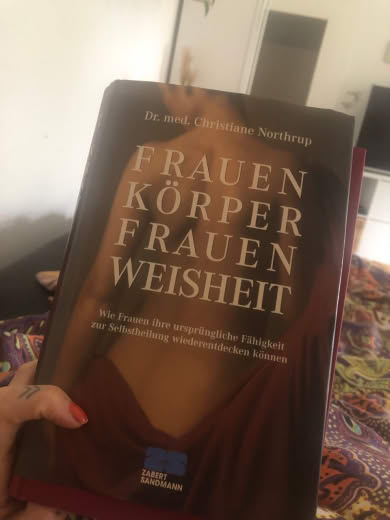 Dr. med. Christiane Northrup
FRAUEN
KÖRPER
FRAUEN
WEISHEIT
Wie Frauen ihre ursprüngliche Fähigkeit
zur Selbstheilung wiederentdecken können
ZABERT
SANDMANN